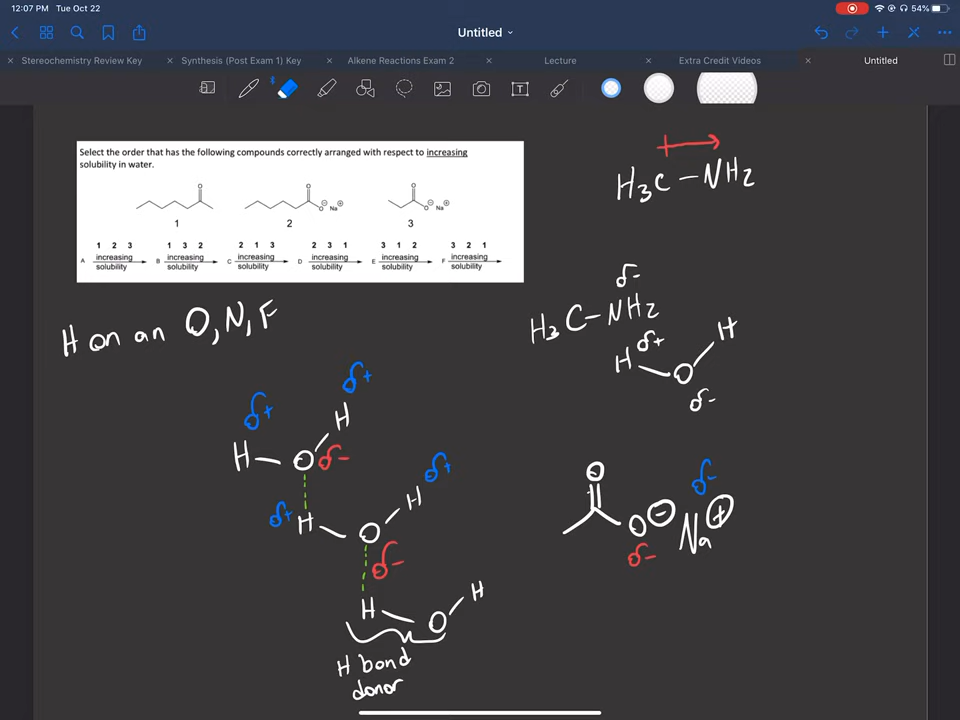 12:07 PM Tue Oct 22
54%
Untitled
Stereochemistry Review Key
Synthesis (Post Exam 1) Key
Alkene Reactions Exam 2
Lecture
Extra Credit Videos
Untitled
Select the order that has the following compounds correctly arranged with respect to increasing
solubility in water.
O
O
O
O⊖ Na⊕
O⊖ Na⊕
1
2
3
1 2 3
1 3 2
2 1 3
2 3 1
3 1 2
3 2 1
A increasing solubility
B increasing solubility
C increasing solubility
D increasing solubility
E increasing solubility
F increasing solubility
H3C-NH2
H on an O, N, F
δ-
H3C-NH2
δ+
H
H
O
δ-
δ+
δ+
H
H
O
δ-
δ+
δ+
H
H
O
δ-
H
H
O
H bond
donor
O
δ-
O⊖
Na⊕
δ-